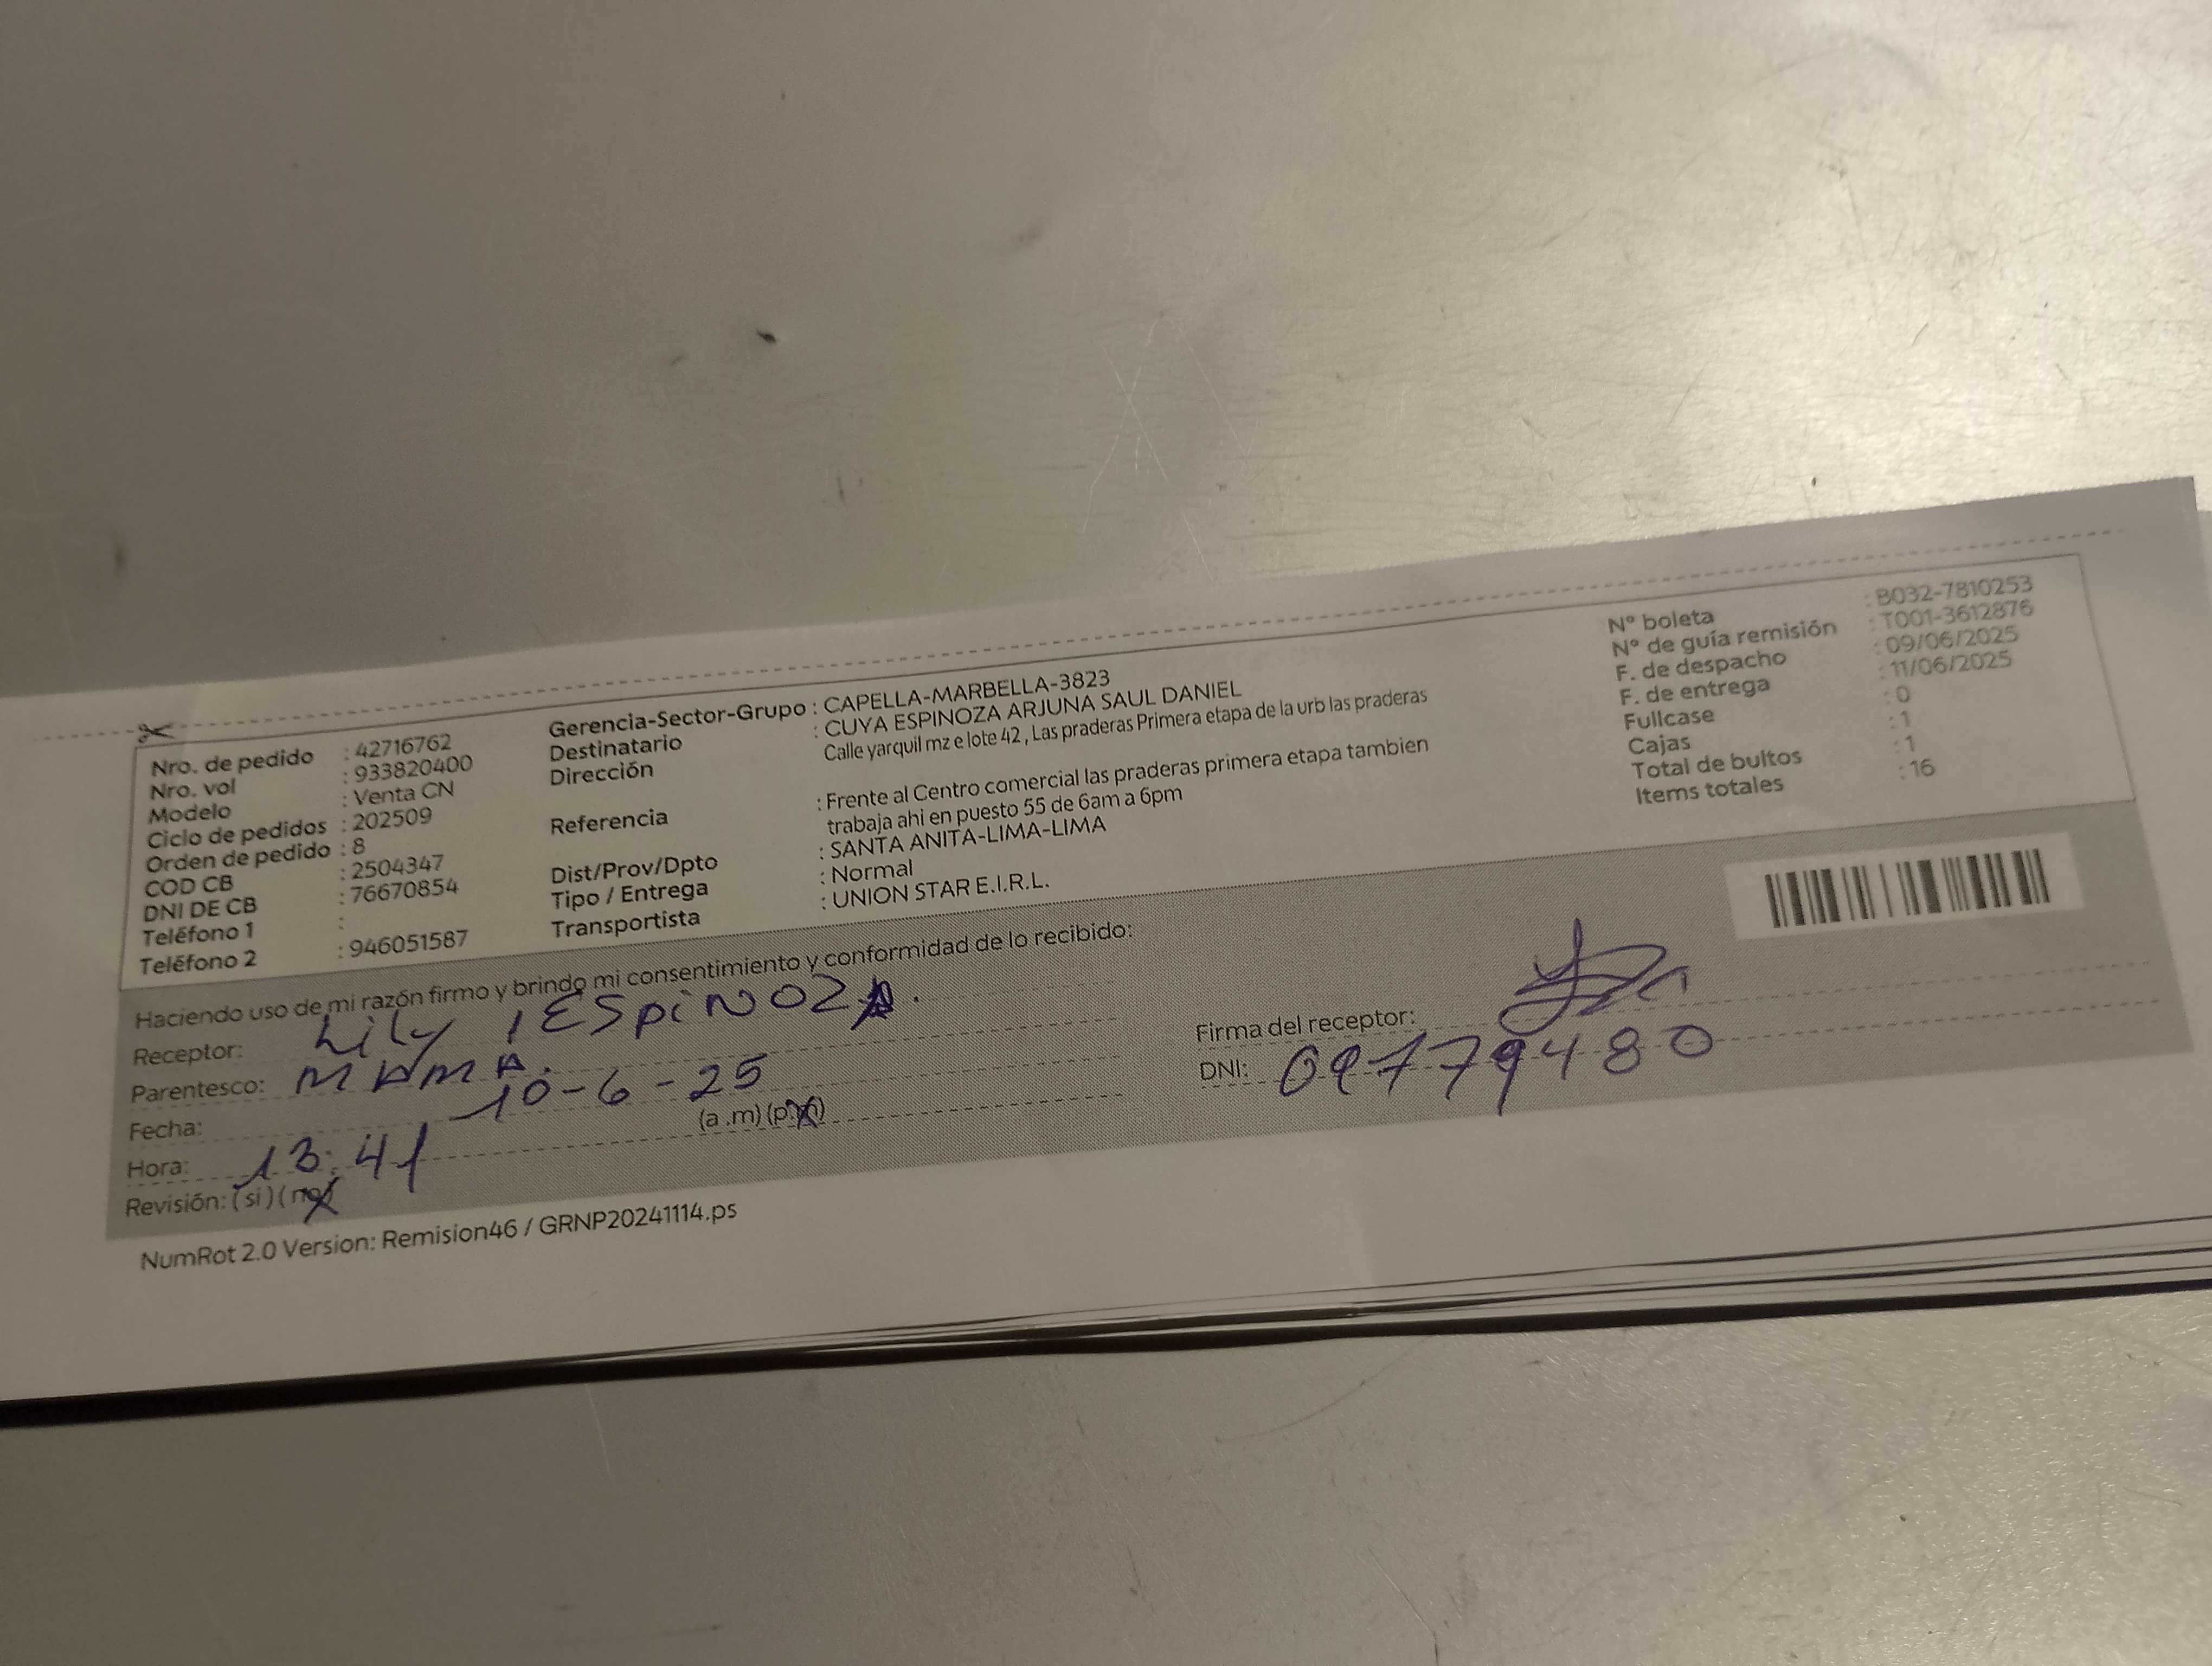 Nro. de pedido : 42716762
Nro. vol : 933820400
Modelo : Venta CN
Ciclo de pedidos : 202509
Orden de pedido : 8
COD CB : 2504347
DNI DE CB : 76670854
Teléfono 1 :
Teléfono 2 : 946051587
Gerencia-Sector-Grupo : CAPELLA-MARBELLA-3823
Destinatario : CUYA ESPINOZA ARJUNA SAUL DANIEL
Dirección Calle yarquil mz e lote 42, Las praderas Primera etapa de la urb las praderas
Referencia : Frente al Centro comercial las praderas primera etapa tambien
trabaja ahi en puesto 55 de 6am a 6pm
Dist/Prov/Dpto : SANTA ANITA-LIMA-LIMA
Tipo / Entrega : Normal
Transportista : UNION STAR E.I.R.L.
Nº boleta : B032-7810253
Nº de guía remisión : T001-3612876
F. de despacho : 09/06/2025
F. de entrega : 11/06/2025
Fullcase : 0
Cajas : 1
Total de bultos : 1
Items totales : 16
Haciendo uso de mi razón firmo y brindo mi consentimiento y conformidad de lo recibido:
Receptor: Lily ESpiNOZA.
Parentesco: MAMA.
Fecha: 10-6-25
Hora: 13:41 (a .m) (p.m)
Revisión: (si) (no)
Firma del receptor:
DNI: 09779480
NumRot 2.0 Version: Remision46 / GRNP20241114.ps